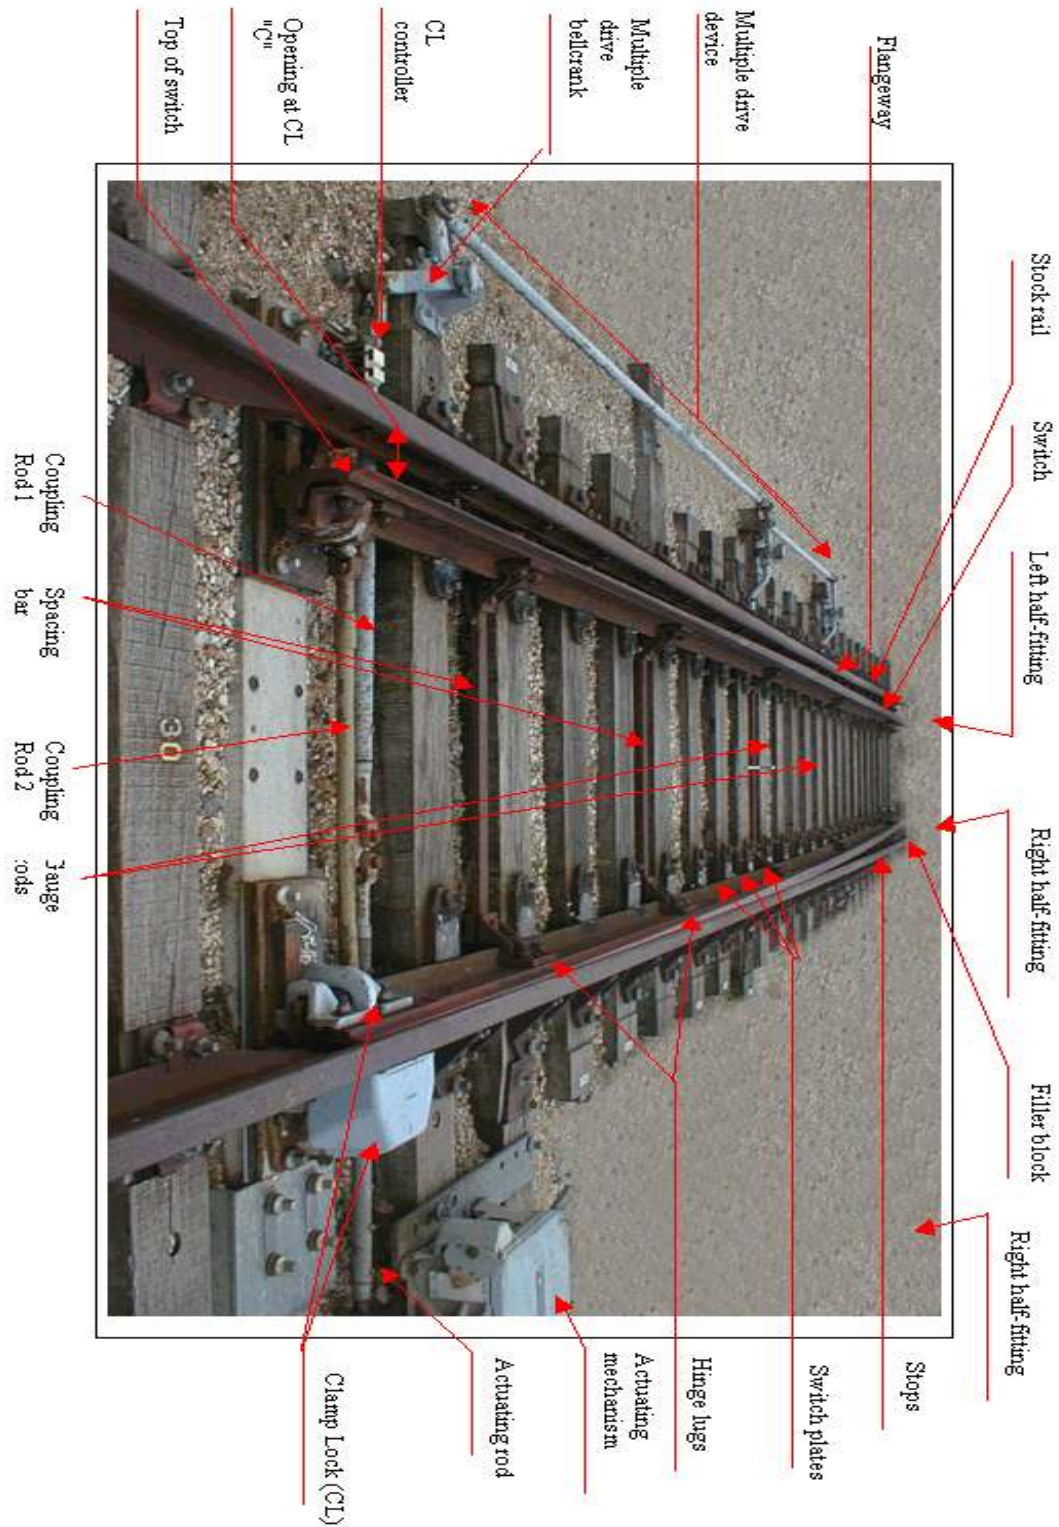 Stock rail
Switch
Left half-fitting
Right half-fitting
Filler block
Right half-fitting
Flangeway
Multiple drive
device
Multiple
drive
bellcrank
CL
controller
Opening at CL
"C"
Top of switch
Stops
Switch plates
Hinge lugs
Actuating
mechanism
Actuating rod
Clamp Lock (CL)
30
Coupling
Rod 1
Spacing
bar
Coupling
Rod 2